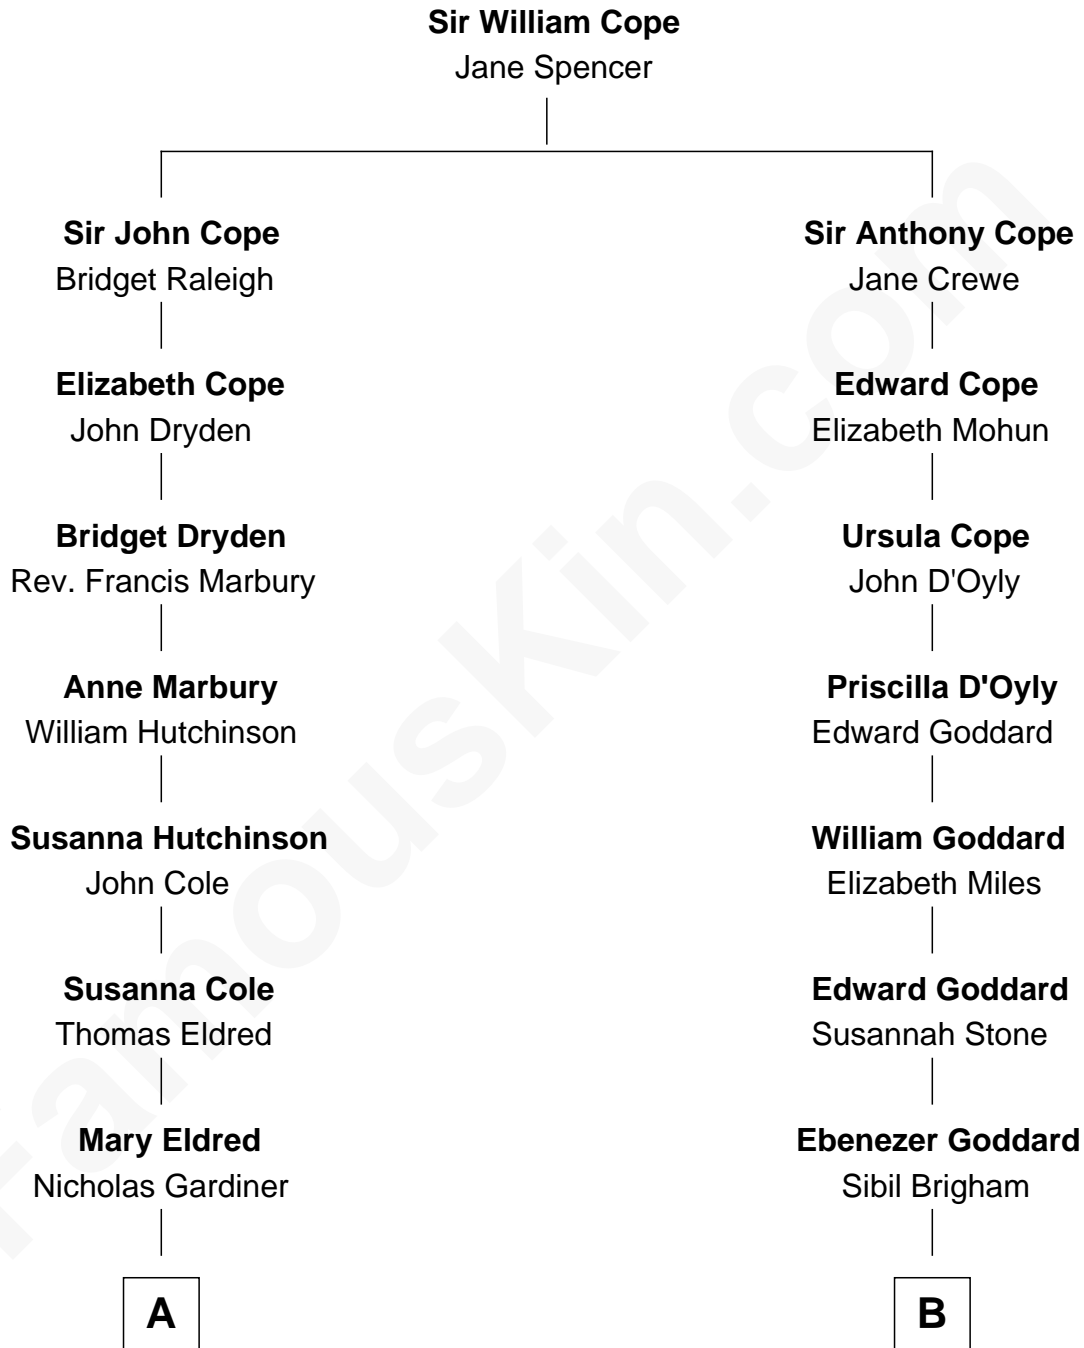 Sir William Cope
Jane Spencer
Sir John Cope
Bridget Raleigh
Sir Anthony Cope
Jane Crewe
Elizabeth Cope
John Dryden
Edward Cope
Elizabeth Mohun
Bridget Dryden
Rev. Francis Marbury
Ursula Cope
John D'Oyly
Anne Marbury
William Hutchinson
Priscilla D'Oyly
Edward Goddard
Susanna Hutchinson
John Cole
William Goddard
Elizabeth Miles
Susanna Cole
Thomas Eldred
Edward Goddard
Susannah Stone
Mary Eldred
Nicholas Gardiner
Ebenezer Goddard
Sibil Brigham
A
B
FamousKin.com